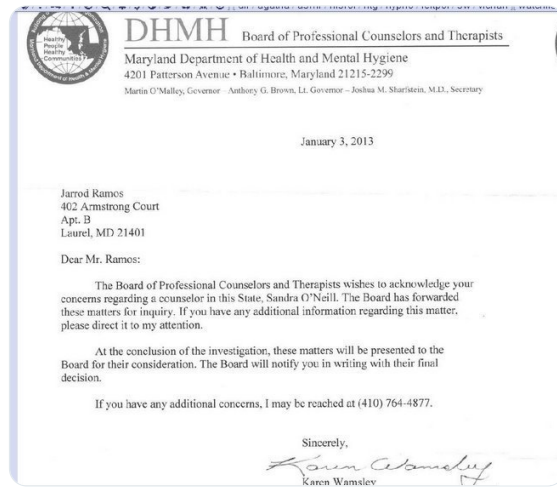 Healthy
People
Healthy
Communities
DHMH Board of Professional Counselors and Therapists
Maryland Department of Health and Mental Hygiene
4201 Patterson Avenue • Baltimore, Maryland 21215-2299
Martin O'Malley, Governor – Anthony G. Brown, Lt. Governor – Joshua M. Sharfstein, M.D., Secretary
January 3, 2013
Jarrod Ramos
402 Armstrong Court
Apt. B
Laurel, MD 21401
Dear Mr. Ramos:
The Board of Professional Counselors and Therapists wishes to acknowledge your
concerns regarding a counselor in this State, Sandra O'Neill. The Board has forwarded
these matters for inquiry. If you have any additional information regarding this matter,
please direct it to my attention.
At the conclusion of the investigation, these matters will be presented to the
Board for their consideration. The Board will notify you in writing with their final
decision.
If you have any additional concerns, I may be reached at (410) 764-4877.
Sincerely,
Karen Wamsley
Karen Wamsley